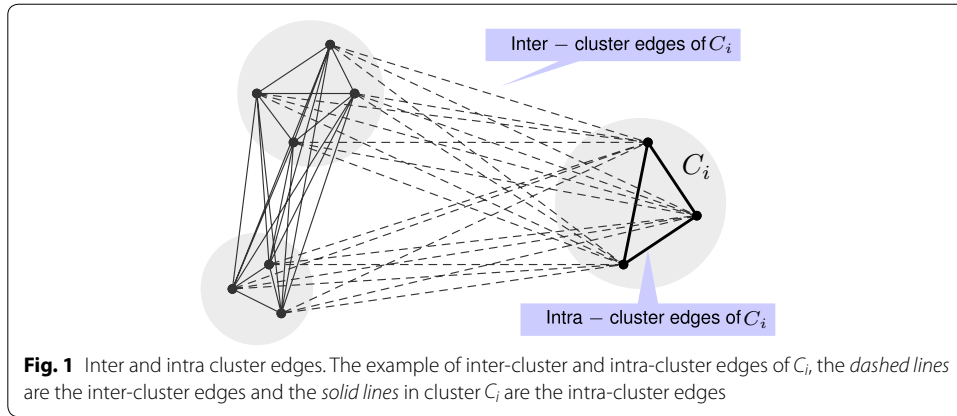 Inter – cluster edges of C_i
C_i
Intra – cluster edges of C_i
Fig. 1 Inter and intra cluster edges. The example of inter-cluster and intra-cluster edges of C_i, the dashed lines
are the inter-cluster edges and the solid lines in cluster C_i are the intra-cluster edges